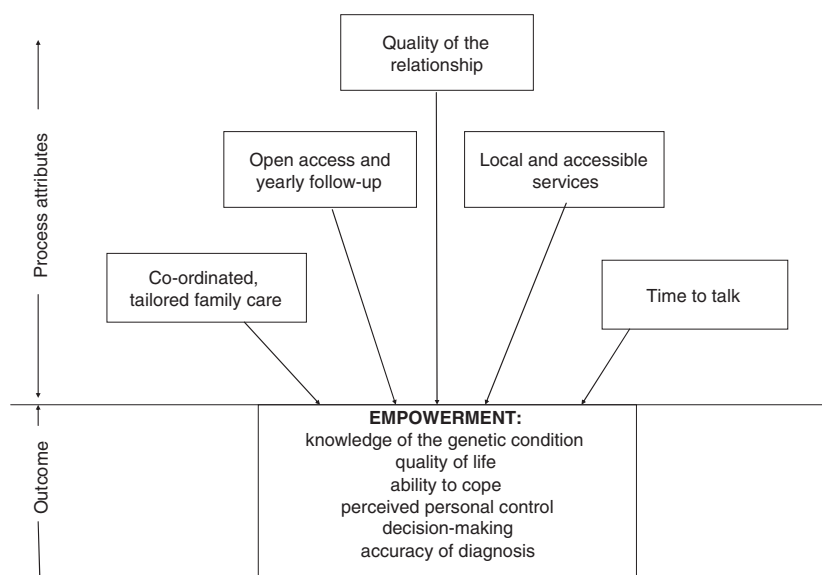 Quality of the
relationship
Open access and
yearly follow-up
Local and accessible
services
Process attributes
Co-ordinated,
tailored family care
Time to talk
EMPOWERMENT:
knowledge of the genetic condition
quality of life
ability to cope
perceived personal control
decision-making
accuracy of diagnosis
Outcome